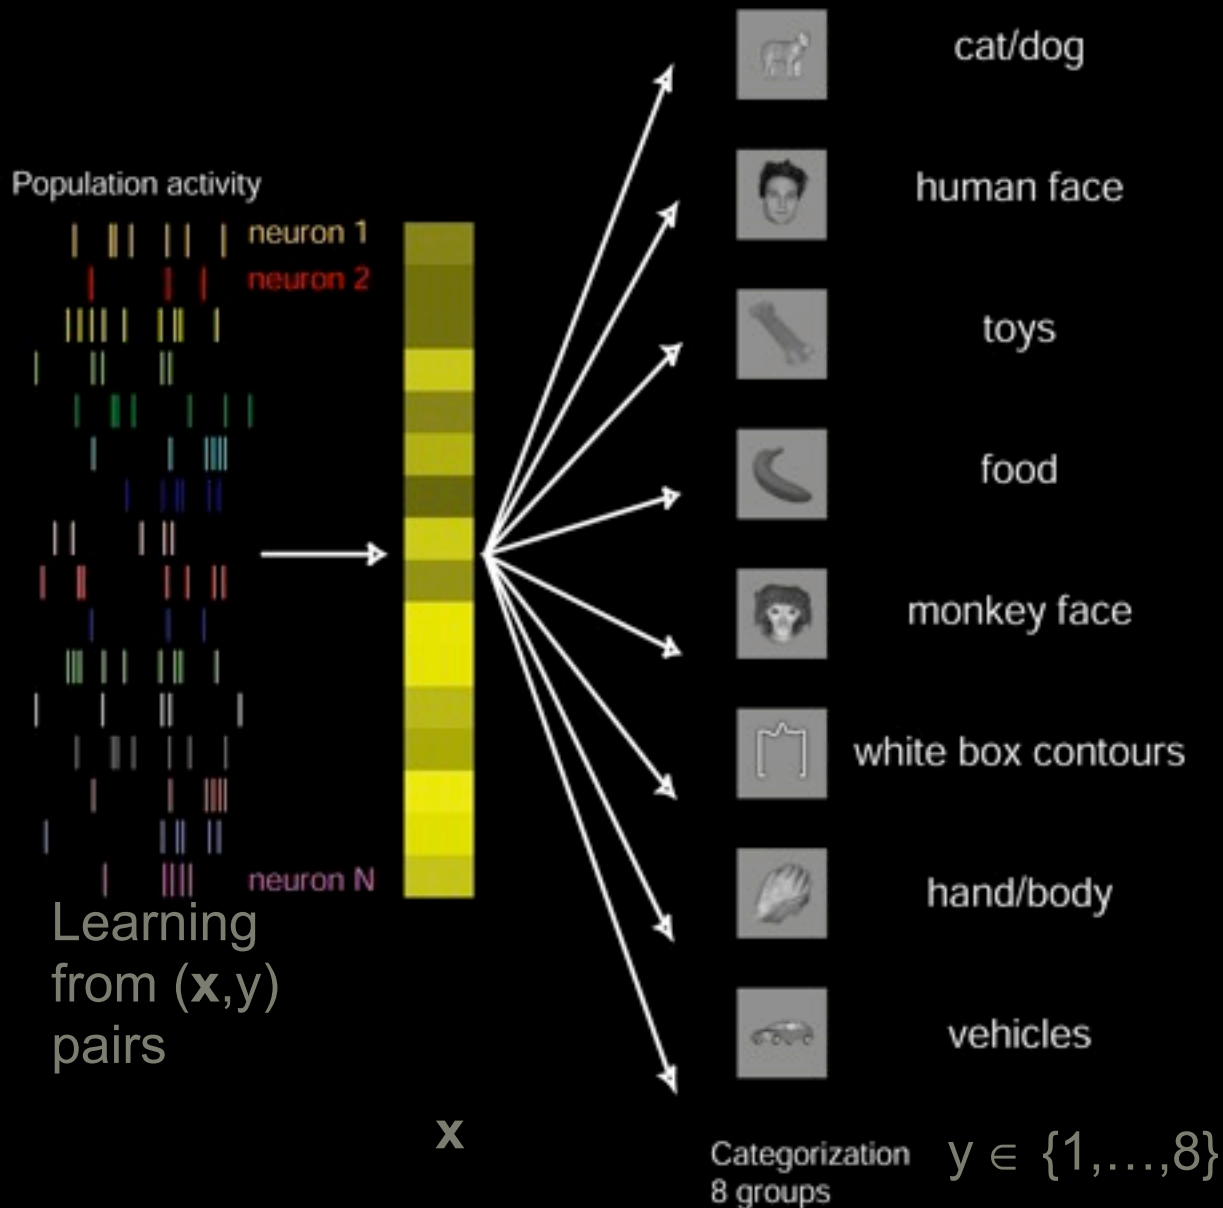 Population activity
neuron 1
neuron 2
neuron N
Learning
from (x,y)
pairs
x
cat/dog
human face
toys
food
monkey face
white box contours
hand/body
vehicles
Categorization
8 groups
y ∈ {1,...,8}